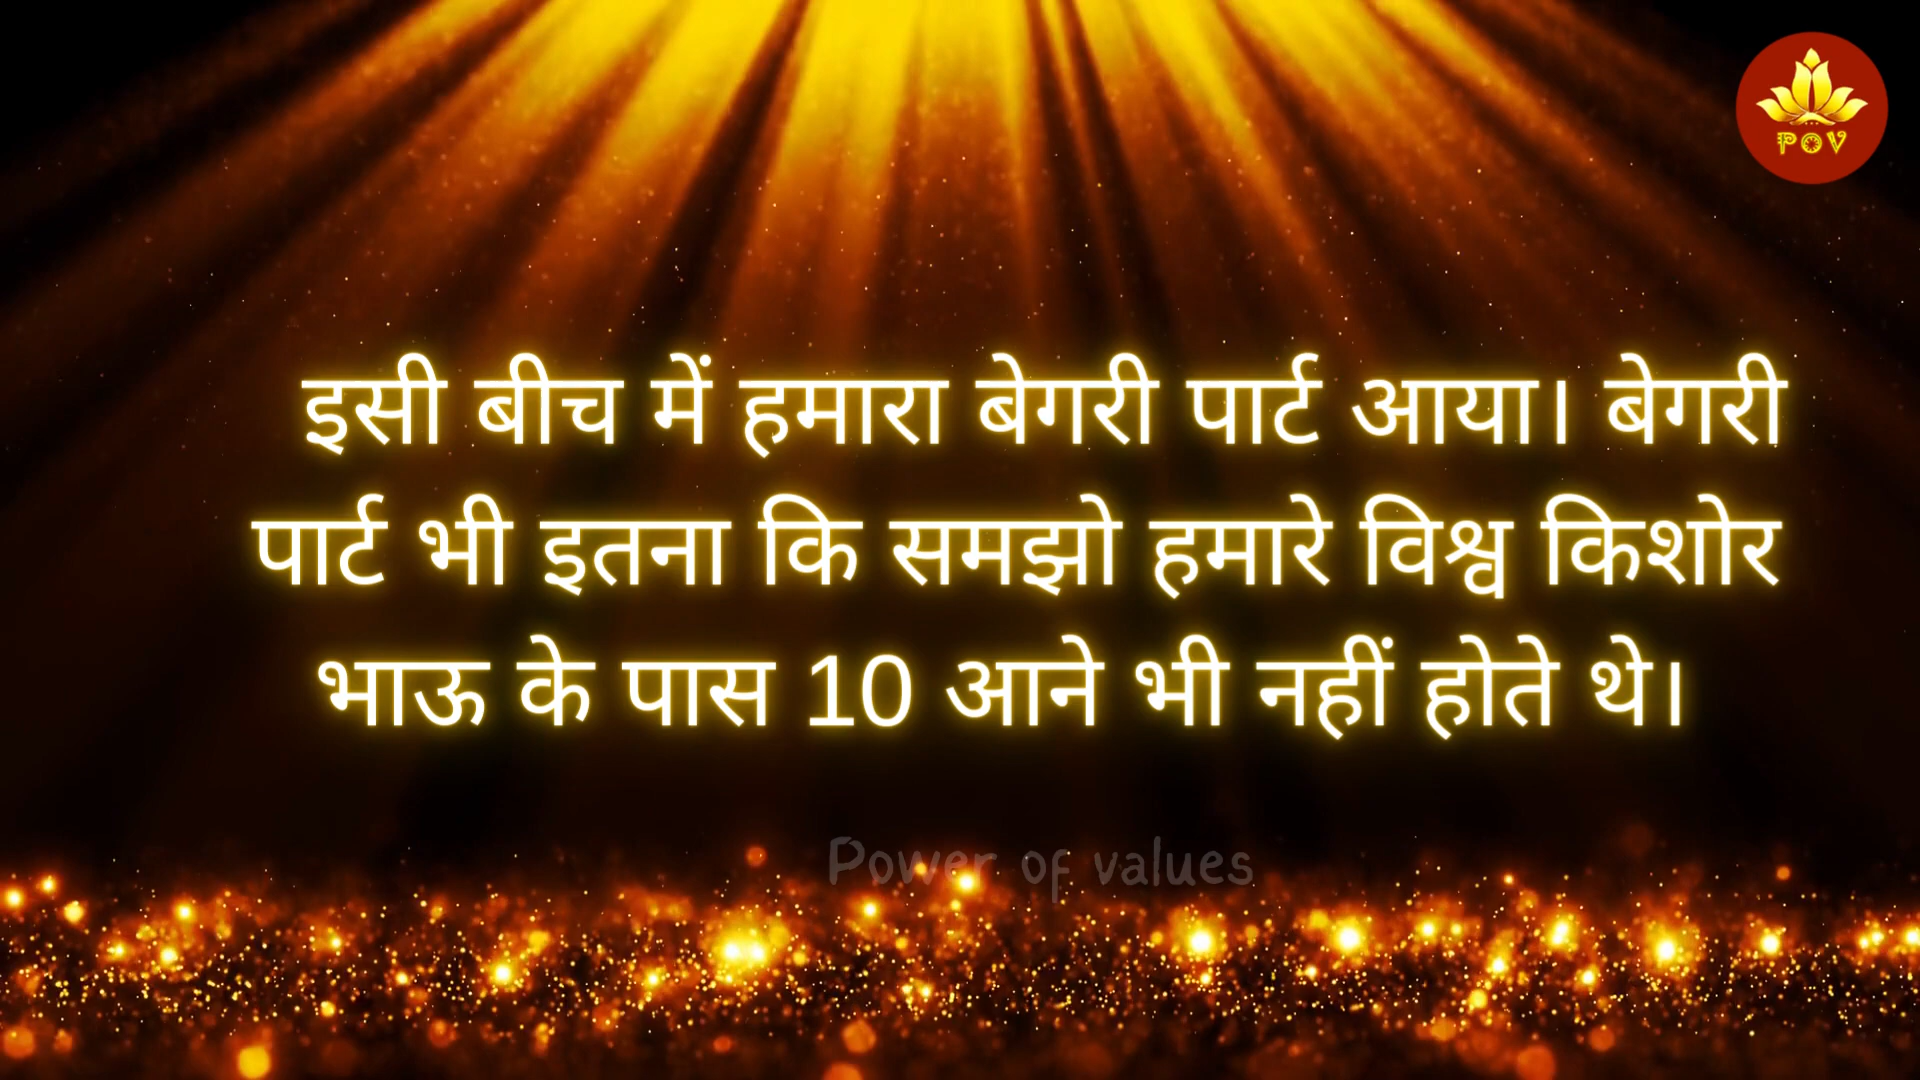 POV
इसी बीच में हमारा बेगरी पार्ट आया। बेगरी
पार्ट भी इतना कि समझो हमारे विश्व किशोर
भाऊ के पास 10 आने भी नहीं होते थे।
Power of values